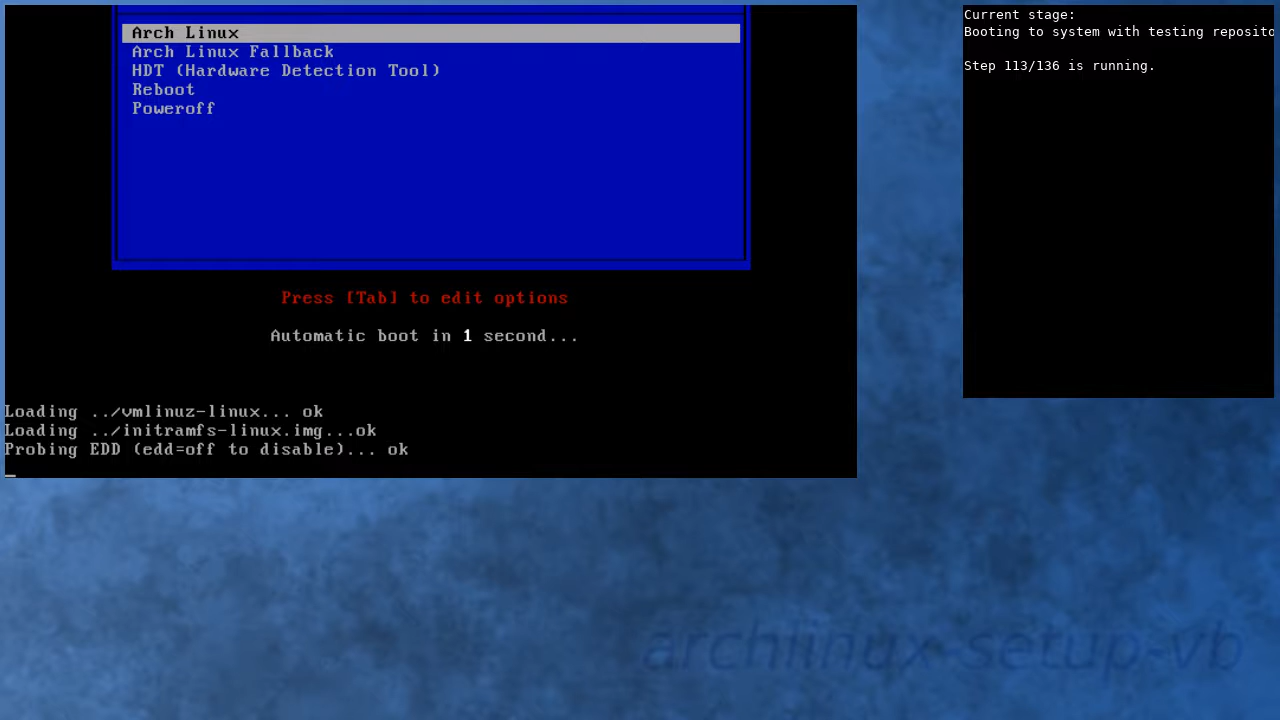 Arch Linux
Arch Linux Fallback
HDT (Hardware Detection Tool)
Reboot
Poweroff
Press [Tab] to edit options
Automatic boot in 1 second...
Loading ../vmlinuz-linux... ok
Loading ../initramfs-linux.img...ok
Probing EDD (edd=off to disable)... ok
_
Current stage:
Booting to system with testing reposito
Step 113/136 is running.
archlinux-setup-vb